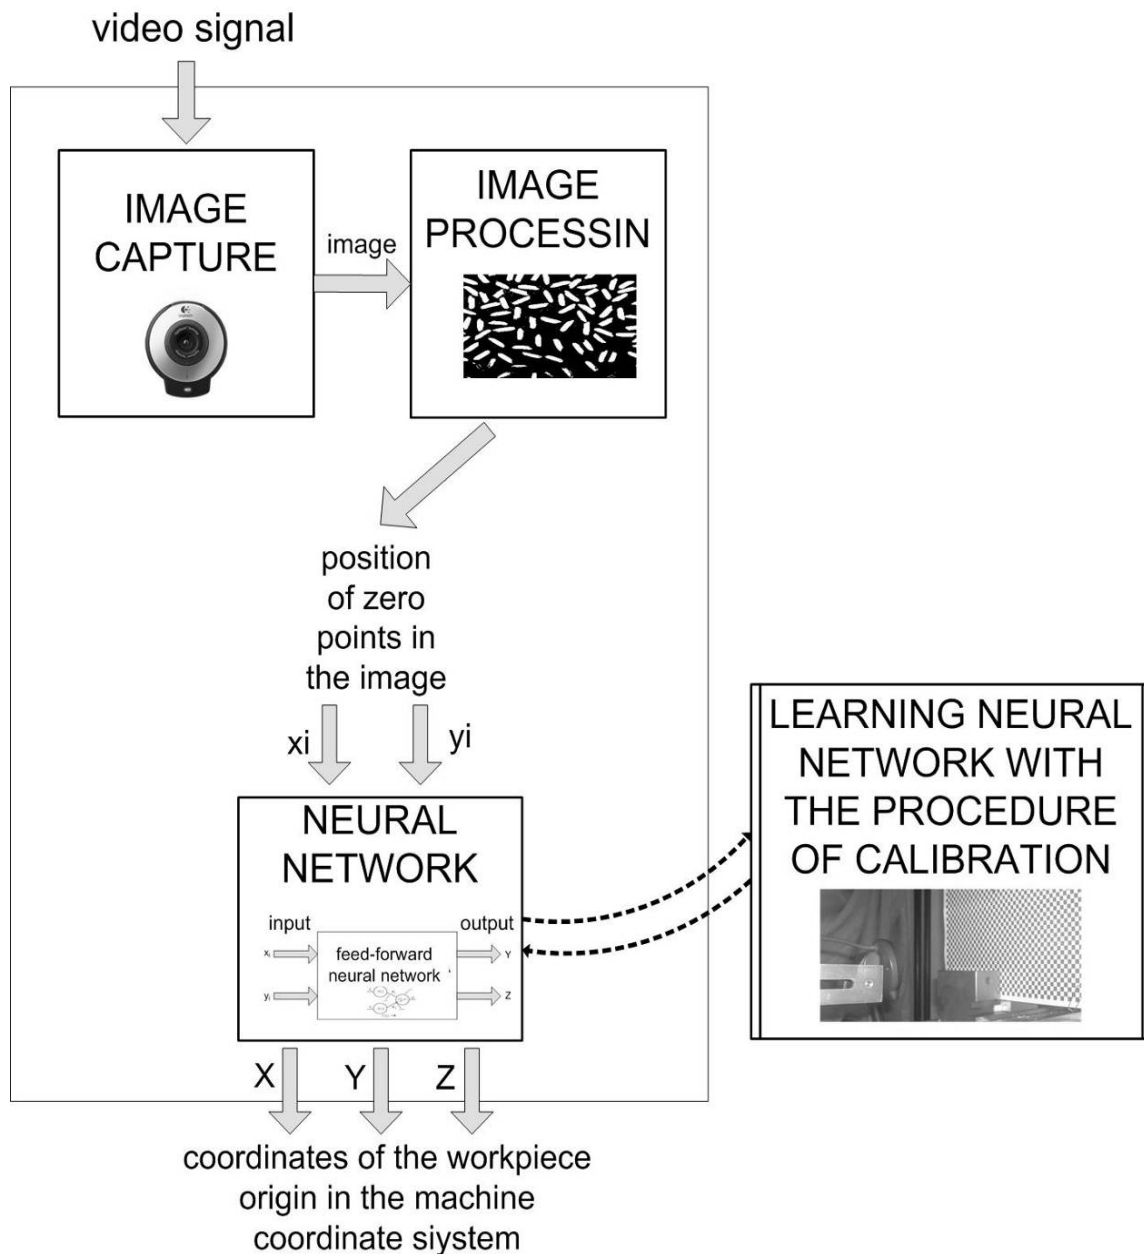 video signal
IMAGE
CAPTURE
image
IMAGE
PROCESSIN
position
of zero
points in
the image
xi
yi
NEURAL
NETWORK
input
output
xi
yi
feed-forward
neural network
Y
Z
LEARNING NEURAL
NETWORK WITH
THE PROCEDURE
OF CALIBRATION
X
Y
Z
coordinates of the workpiece
origin in the machine
coordinate siystem